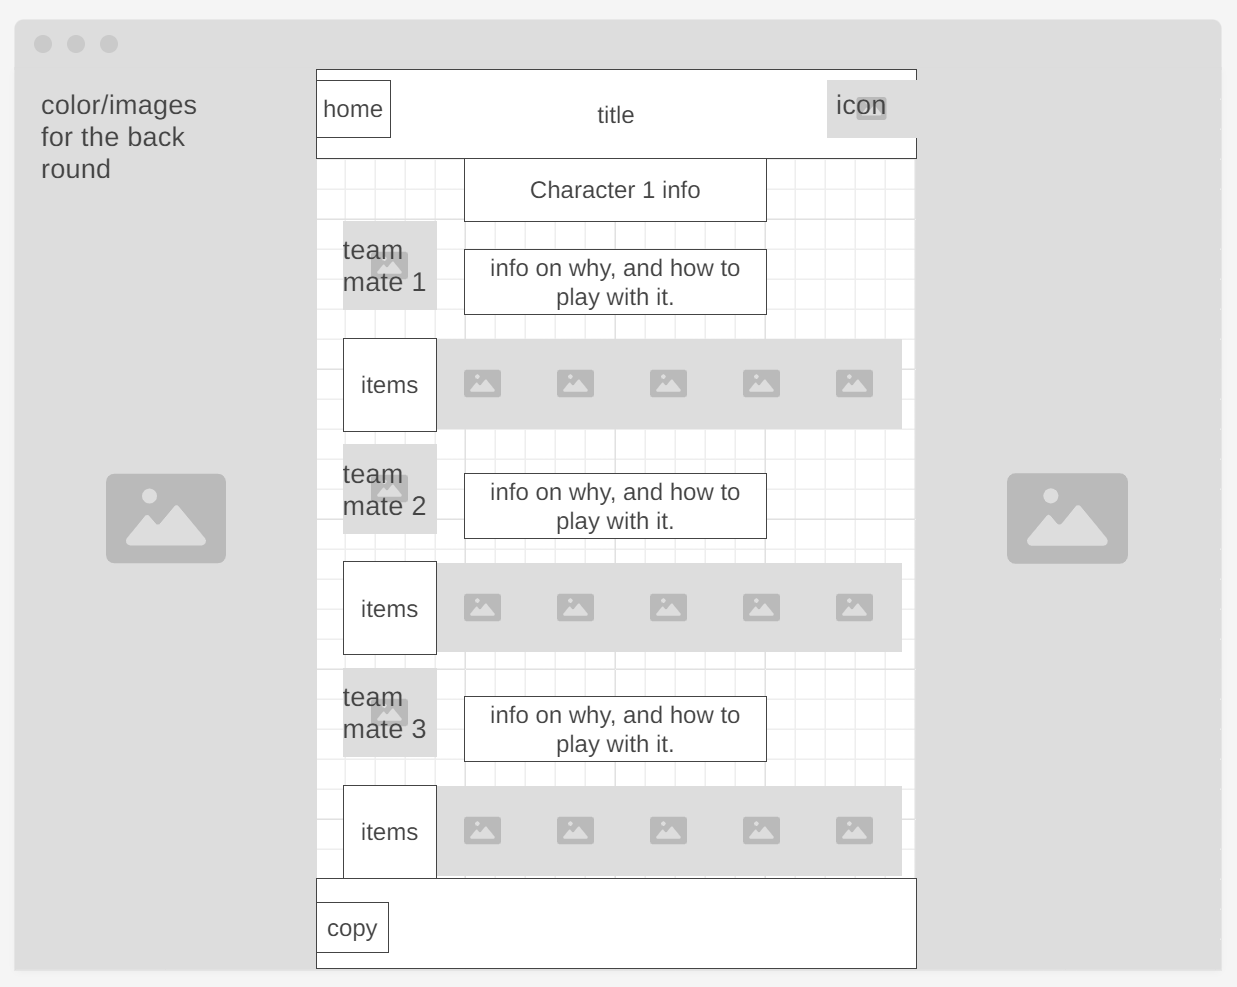 color/images
for the back
round
home
title
icon
Character 1 info
team
mate 1
info on why, and how to
play with it.
items
team
mate 2
info on why, and how to
play with it.
items
team
mate 3
info on why, and how to
play with it.
items
copy